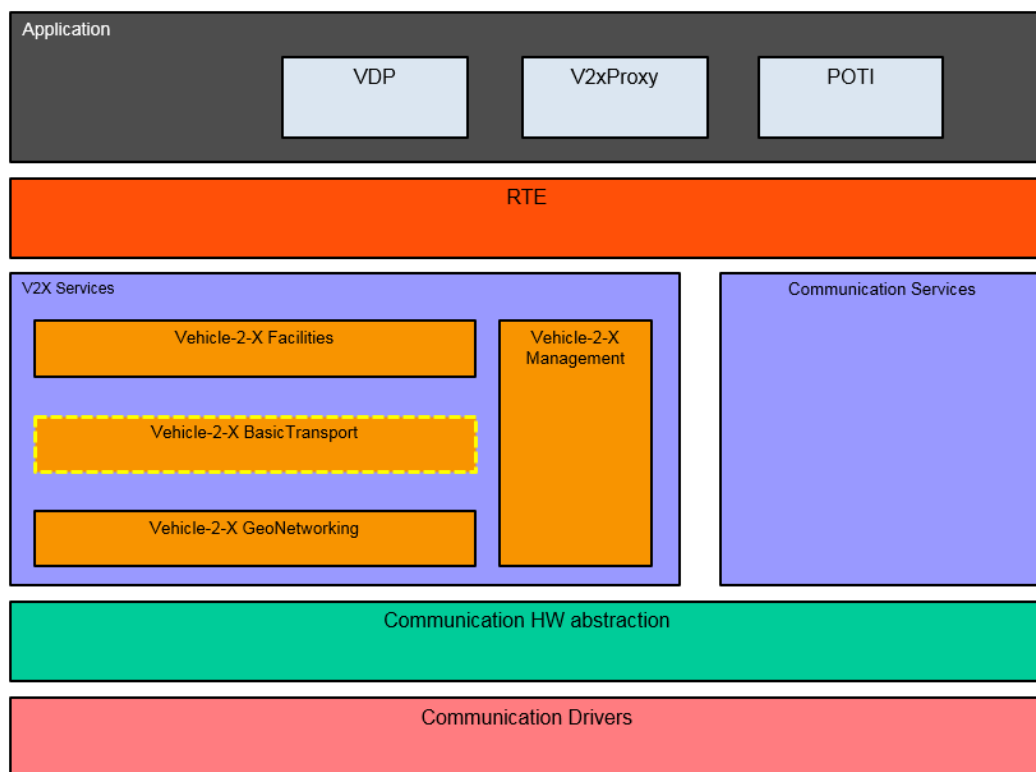 Application
VDP
V2xProxy
POTI
RTE
V2X Services
Communication Services
Vehicle-2-X Facilities
Vehicle-2-X
Management
Vehicle-2-X BasicTransport
Vehicle-2-X GeoNetworking
Communication HW abstraction
Communication Drivers